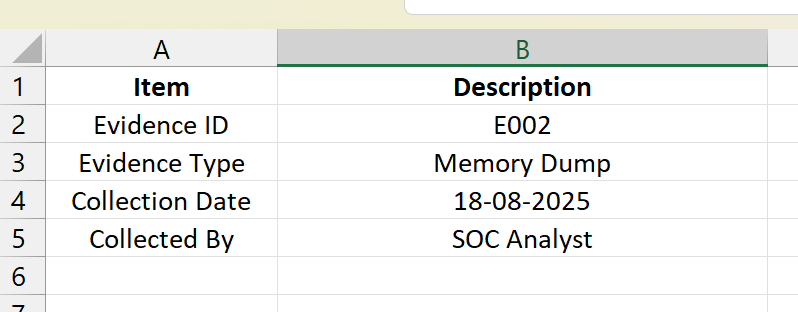 A B
1 Item Description
2 Evidence ID E002
3 Evidence Type Memory Dump
4 Collection Date 18-08-2025
5 Collected By SOC Analyst
6
7